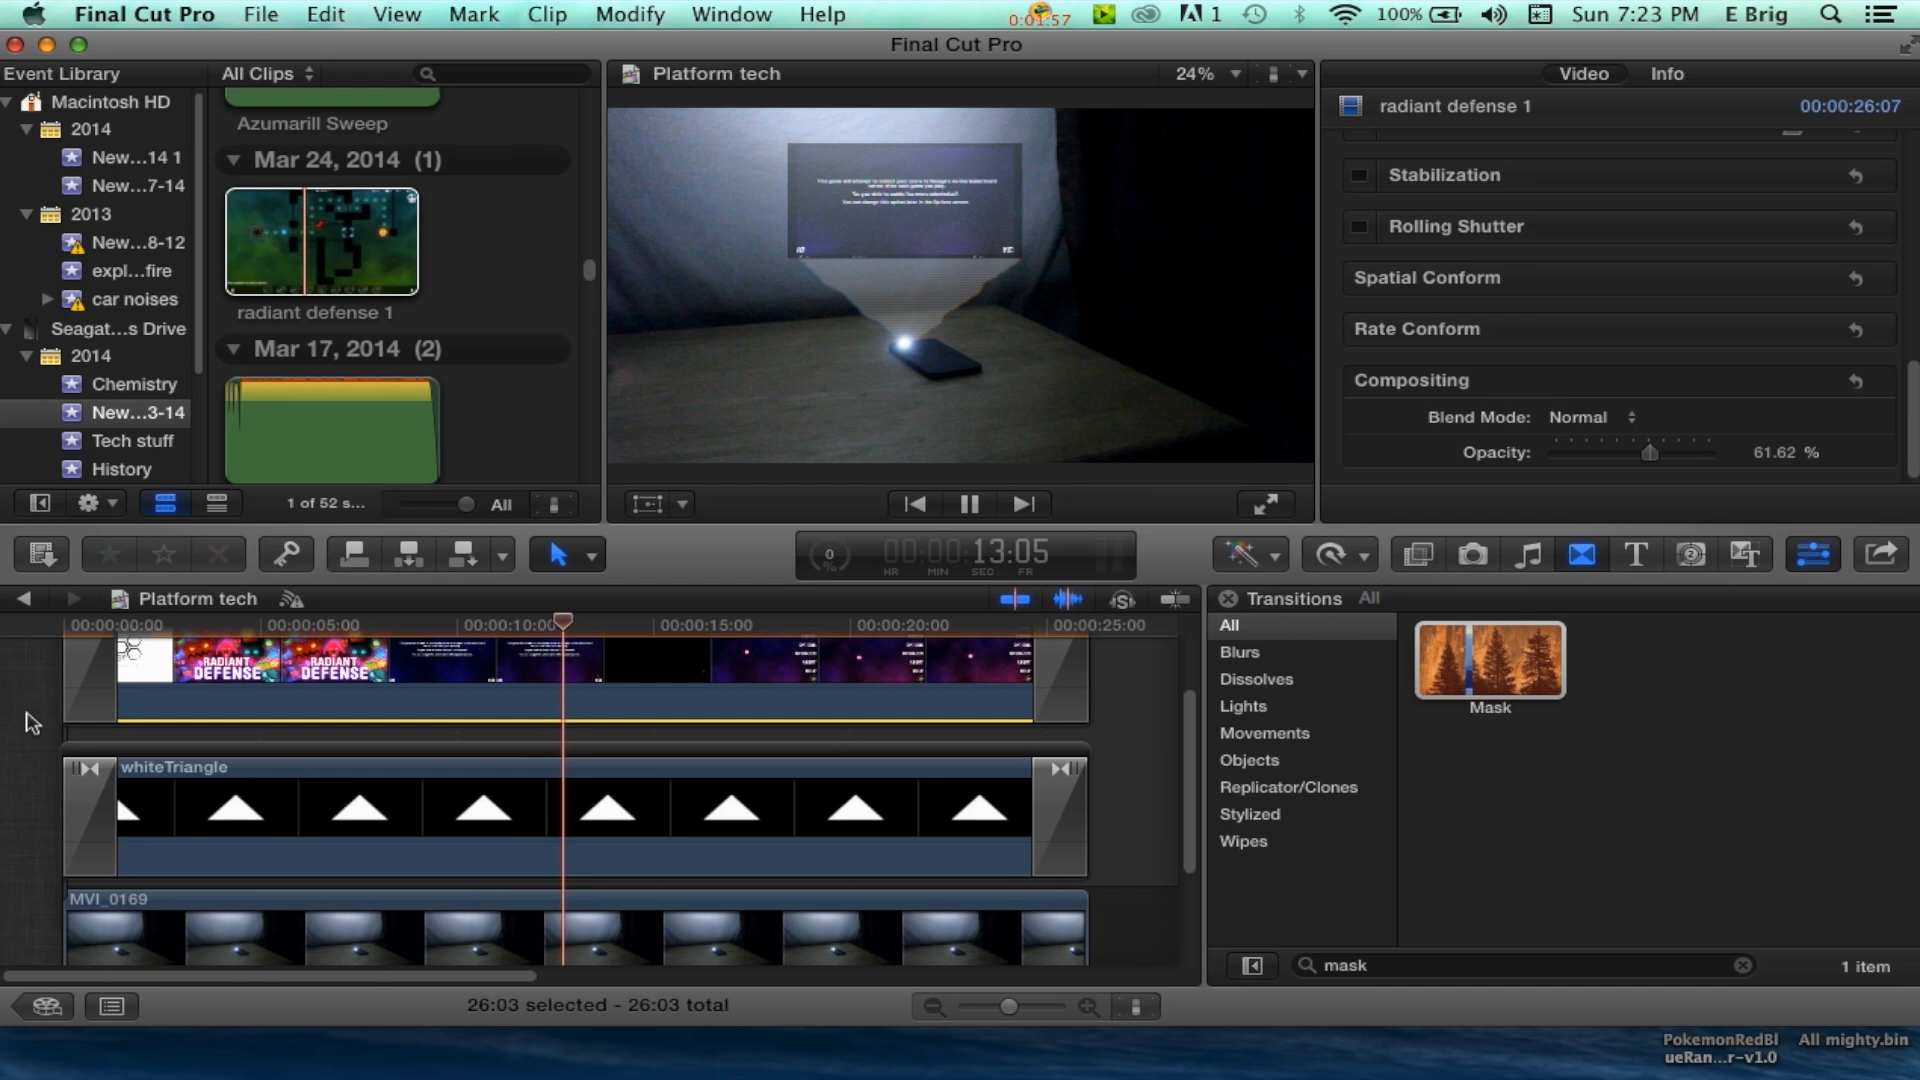 Final Cut Pro File Edit View Mark Clip Modify Window Help
0:01:57 1 100% Sun 7:23 PM E Brig
Final Cut Pro
Event Library
Macintosh HD
2014
New...14 1
New...7-14
2013
New...8-12
expl...fire
car noises
Seagat...s Drive
2014
Chemistry
New...3-14
Tech stuff
History
All Clips
Azumarill Sweep
Mar 24, 2014 (1)
radiant defense 1
Mar 17, 2014 (2)
1 of 52 s... All
Platform tech 24%
Video Info
radiant defense 1 00:00:26:07
Stabilization
Rolling Shutter
Spatial Conform
Rate Conform
Compositing
Blend Mode: Normal
Opacity: 61.62 %
0 % 00:00:13:05
HR MIN SEC FR
Platform tech
00:00:00:00 00:00:05:00 00:00:10:00 00:00:15:00 00:00:20:00 00:00:25:00
RADIANT DEFENSE
RADIANT DEFENSE
whiteTriangle
MVI_0169
Transitions All
All
Blurs
Dissolves
Lights
Movements
Objects
Replicator/Clones
Stylized
Wipes
Mask
mask
1 item
26:03 selected - 26:03 total
PokemonRedBl
ueRan...r-v1.0
All mighty.bin